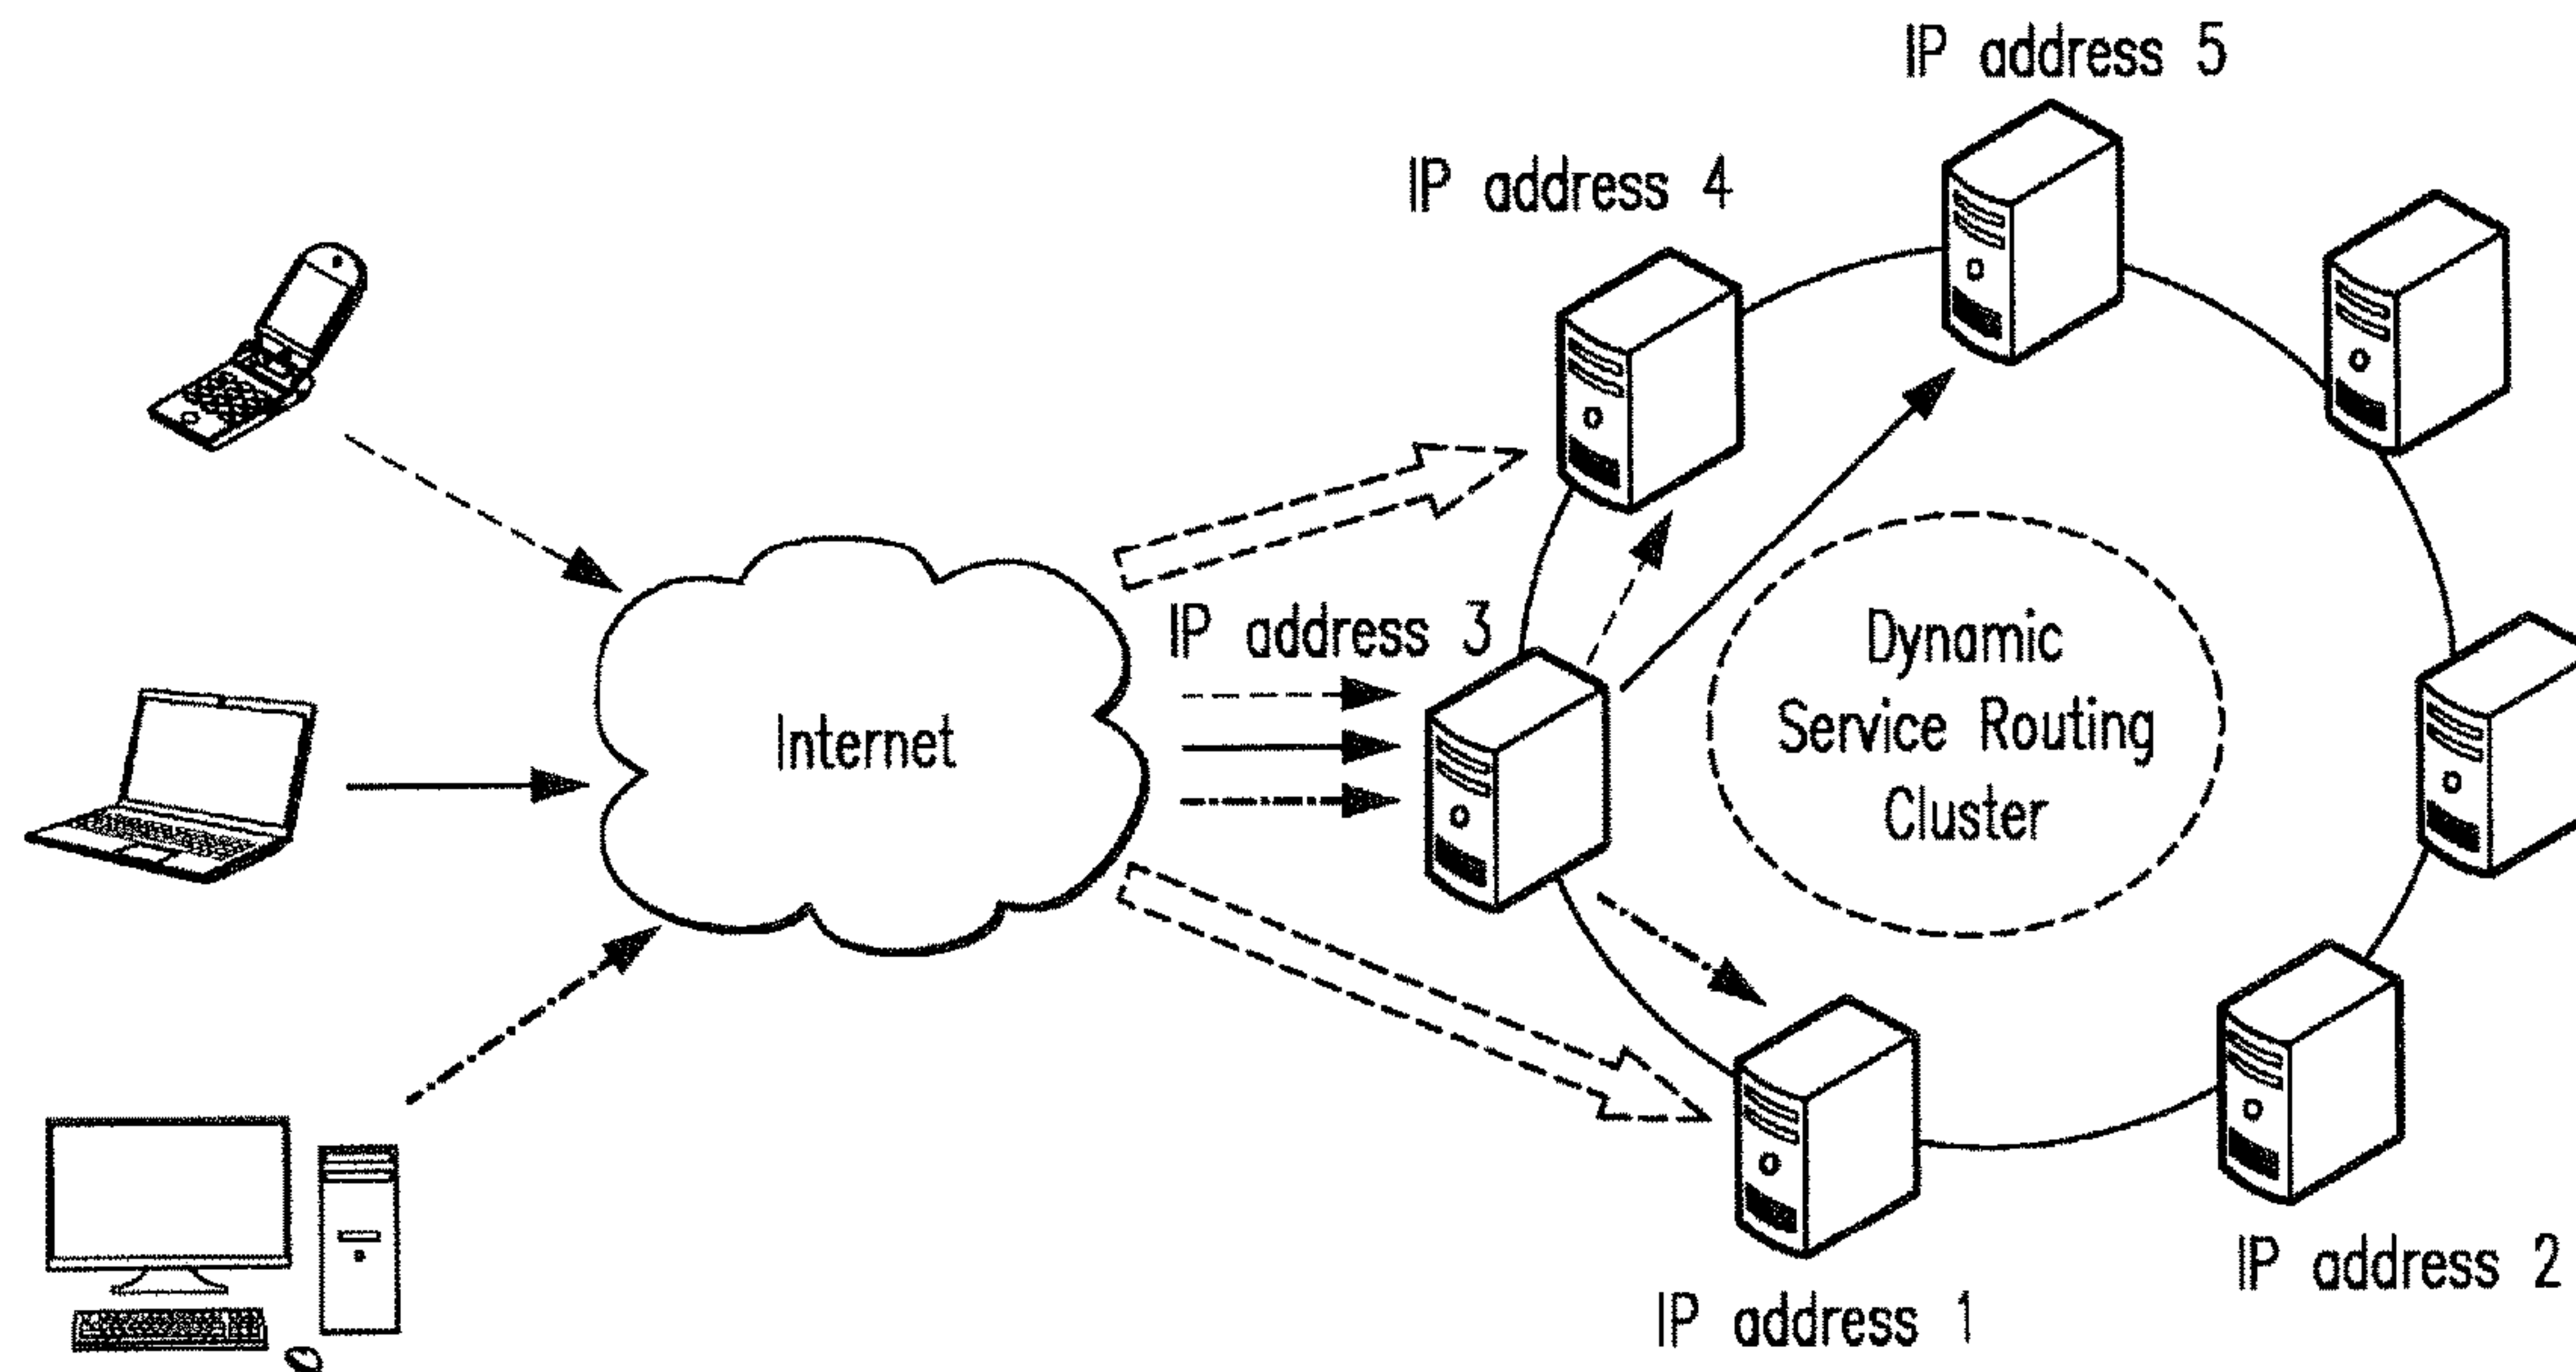 IP address 5
IP address 4
IP address 3
Internet
Dynamic
Service Routing
Cluster
IP address 2
IP address 1